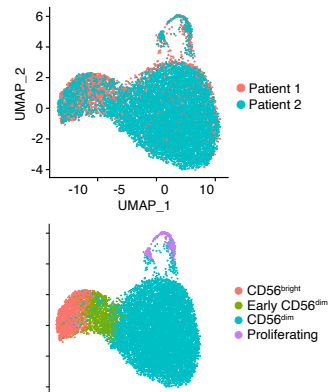 6
4
2
0
-2
-4
UMAP_2
-10
-5
0
5
10
UMAP_1
Patient 1
Patient 2
CD56bright
Early CD56dim
CD56dim
Proliferating